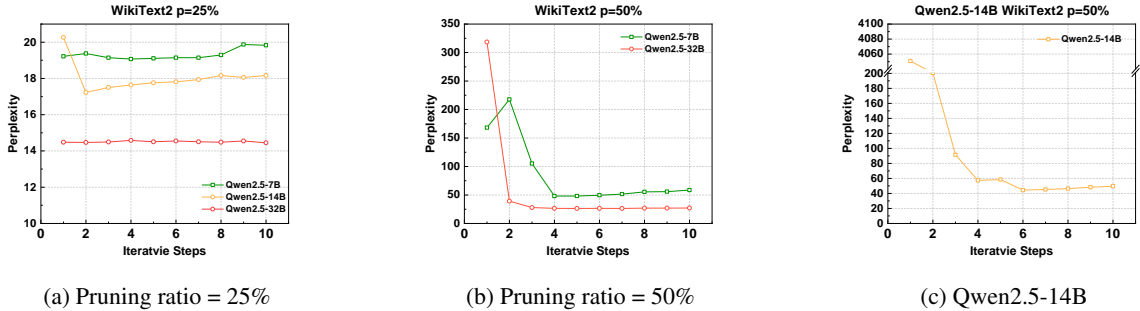 WikiText2 p=25%
Perplexity
20
18
16
14
12
10
Qwen2.5-7B
Qwen2.5-14B
Qwen2.5-32B
0 2 4 6 8 10
Iteratvie Steps
(a) Pruning ratio = 25%
WikiText2 p=50%
Perplexity
350
300
250
200
150
100
50
0
Qwen2.5-7B
Qwen2.5-32B
0 2 4 6 8 10
Iteratvie Steps
(b) Pruning ratio = 50%
Qwen2.5-14B WikiText2 p=50%
Perplexity
4100
4080
4060
200
180
160
140
120
100
80
60
40
20
0
Qwen2.5-14B
0 2 4 6 8 10
Iteratvie Steps
(c) Qwen2.5-14B